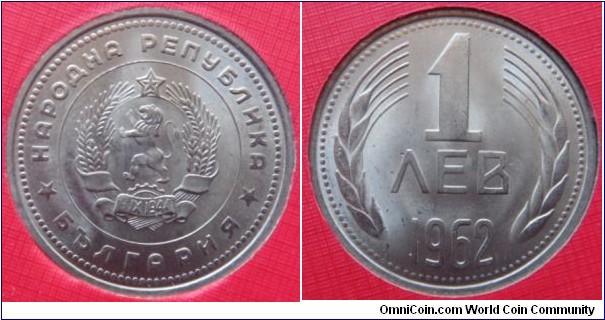 НАРОДНА РЕПУБЛИКА
БЪЛГАРИЯ
IX·1944
1
ЛЕВ
1962
OmniCoin.com World Coin Community